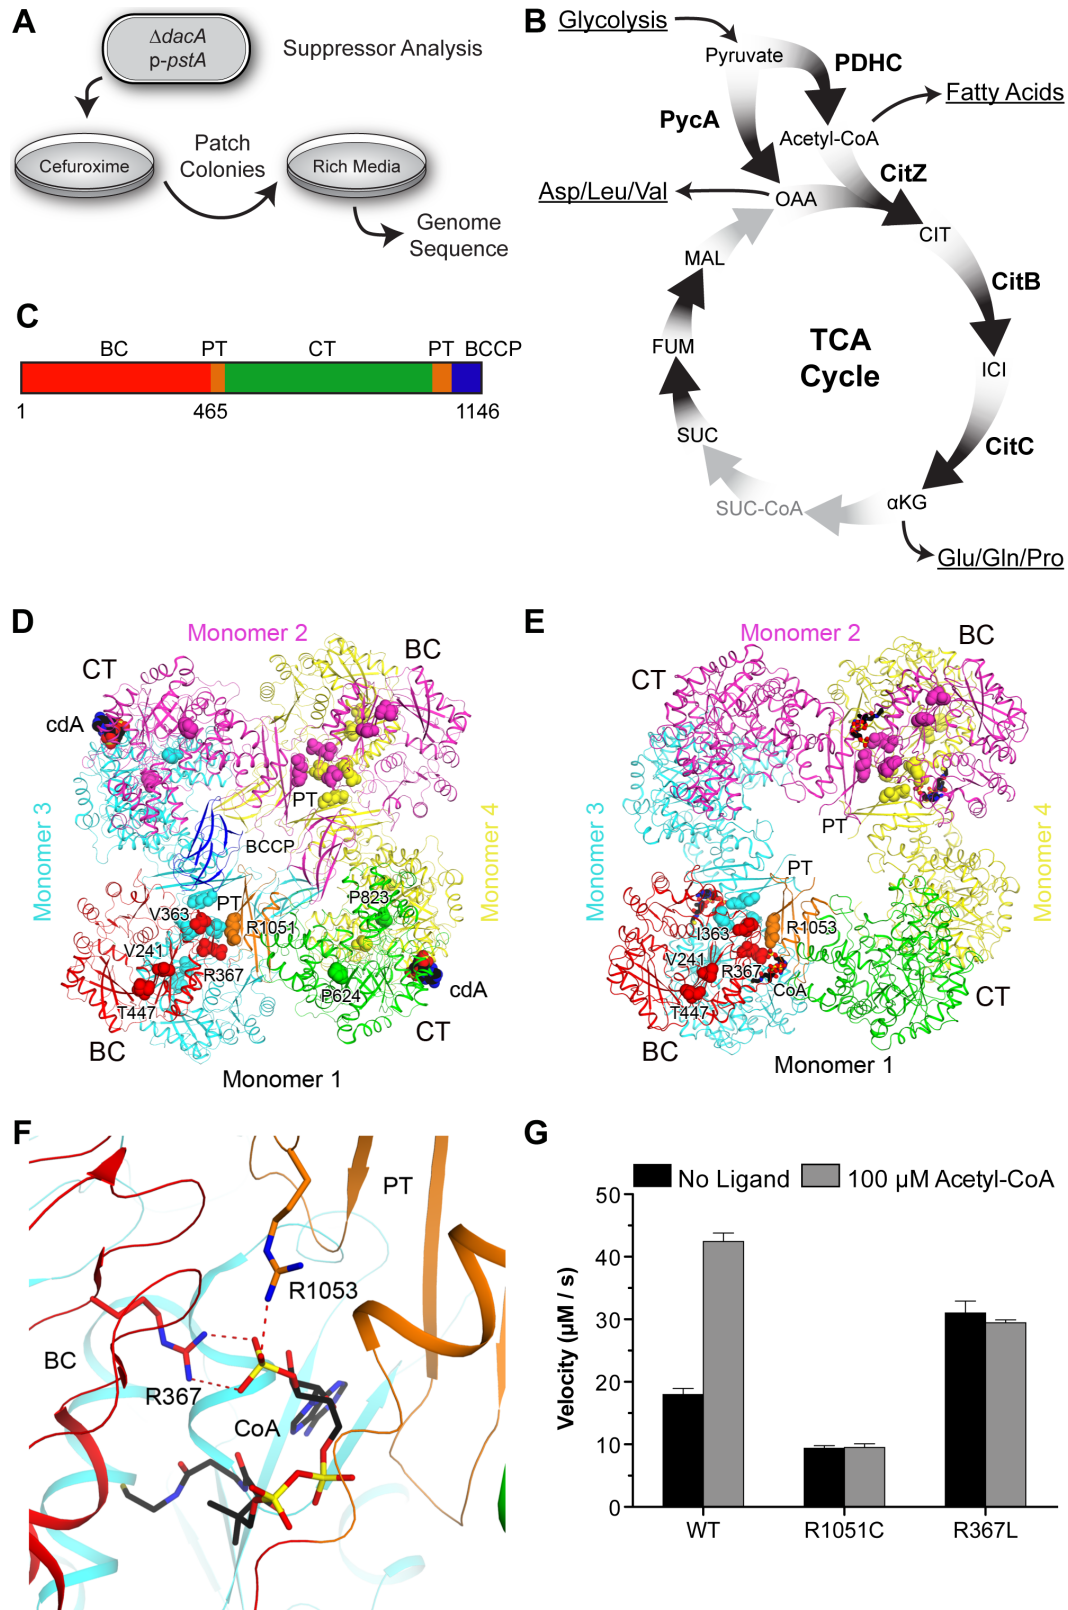 A
ΔdacA
p-pstA
Suppressor Analysis
Cefuroxime
Patch
Colonies
Rich Media
Genome
Sequence
B
Glycolysis
Pyruvate
PDHC
Fatty Acids
PycA
Acetyl-CoA
CitZ
Asp/Leu/Val
OAA
CIT
MAL
CitB
TCA
Cycle
FUM
ICI
SUC
CitC
SUC-CoA
αKG
Glu/Gln/Pro
C
BC PT CT PT BCCP
1 465 1146
D
Monomer 2
BC
CT
cdA
Monomer 3
PT
BCCP
Monomer 4
P823
V363
PT
R1051
V241
R367
P624
cdA
T447
CT
BC
Monomer 1
E
Monomer 2
BC
CT
Monomer 3
PT
Monomer 4
PT
I363
R1053
V241
R367
CoA
T447
CT
BC
Monomer 1
F
PT
R1053
BC
R367
CoA
G
No Ligand 100 μM Acetyl-CoA
Velocity (μM / s)
50
40
30
20
10
0
WT R1051C R367L